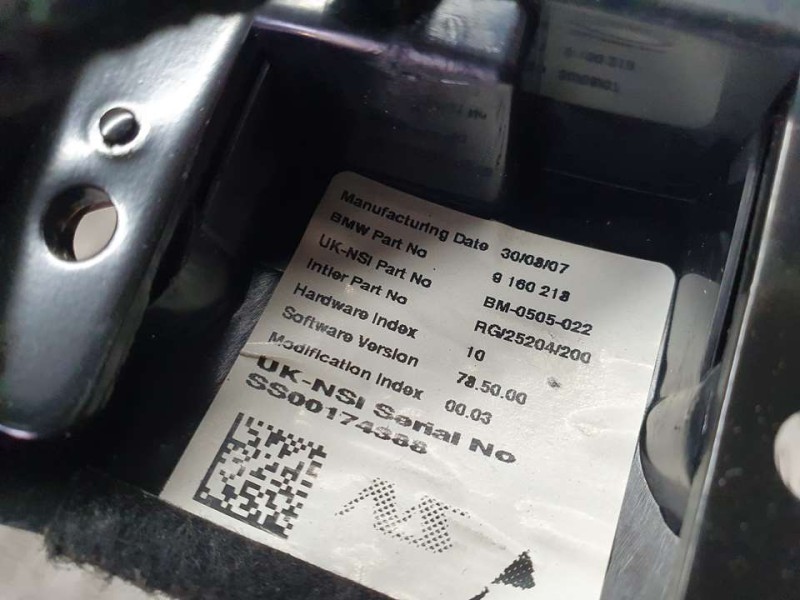 Manufacturing Date 30/08/07
BMW Part No 9 160 218
UK-NSI Part No BM-0505-022
Intier Part No RG/25204/200
Hardware Index 10
Software Version 78.50.00
Modification Index 00.03
UK-NSI Serial No
SS00174388